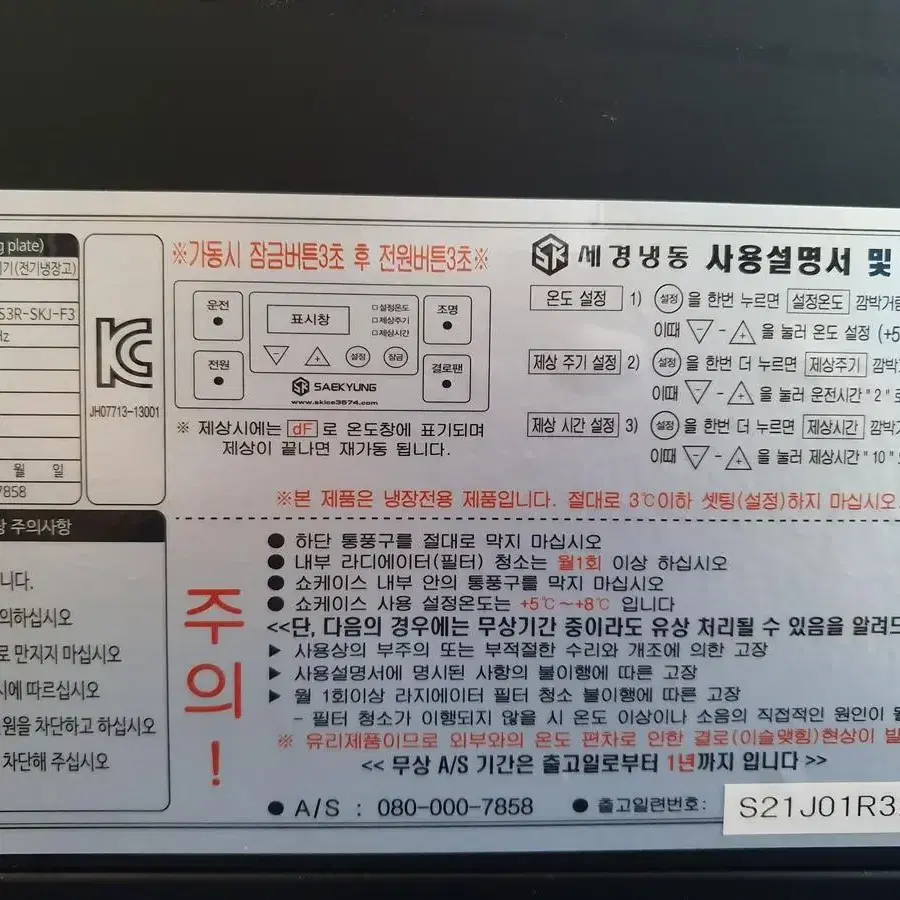 g plate)
기기(전기냉장고)
S3R-SKJ-F3
Hz
월 일
7858
JH07713-13001
주의사항
니다.
의하십시오
로 만지지 마십시오
시에 따르십시오
원을 차단하고 하십시오
차단해 주십시오
※가동시 잠금버튼3초 후 전원버튼3초※
운전
표시창
설정온도
제상주기
제상시간
조명
전원
설정
잠금
결로팬
SAEKYUNG
www.skice3574.com
※ 제상시에는 dF 로 온도창에 표기되며
제상이 끝나면 재가동 됩니다.
SK 세경냉동 사용설명서 및
온도 설정 1) 설정 을 한번 누르면 설정온도 깜박거
이때 ▽-△ 을 눌러 온도 설정 (+5
제상 주기 설정 2) 설정 을 한번 더 누르면 제상주기 깜박
이때 ▽-△ 을 눌러 운전시간 " 2 " 로
제상 시간 설정 3) 설정 을 한번 더 누르면 제상시간 깜박
이때 ▽-△ 을 눌러 제상시간 " 10 "
※본 제품은 냉장전용 제품입니다. 절대로 3℃이하 셋팅(설정)하지 마십시오.
주의!
● 하단 통풍구를 절대로 막지 마십시오
● 내부 라디에이터(필터) 청소는 월1회 이상 하십시오
● 쇼케이스 내부 안의 통풍구를 막지 마십시오
● 쇼케이스 사용 설정온도는 +5℃~+8℃ 입니다
<<단, 다음의 경우에는 무상기간 중이라도 유상 처리될 수 있음을 알려드
▶ 사용상의 부주의 또는 부적절한 수리와 개조에 의한 고장
▶ 사용설명서에 명시된 사항의 불이행에 따른 고장
▶ 월 1회이상 라지에이터 필터 청소 불이행에 따른 고장
- 필터 청소가 이행되지 않을 시 온도 이상이나 소음의 직접적인 원인이
※ 유리제품이므로 외부와의 온도 편차로 인한 결로(이슬맺힘)현상이 발
<< 무상 A/S 기간은 출고일로부터 1년까지 입니다 >>
● A/S : 080-000-7858 ● 출고일련번호: S21J01R3